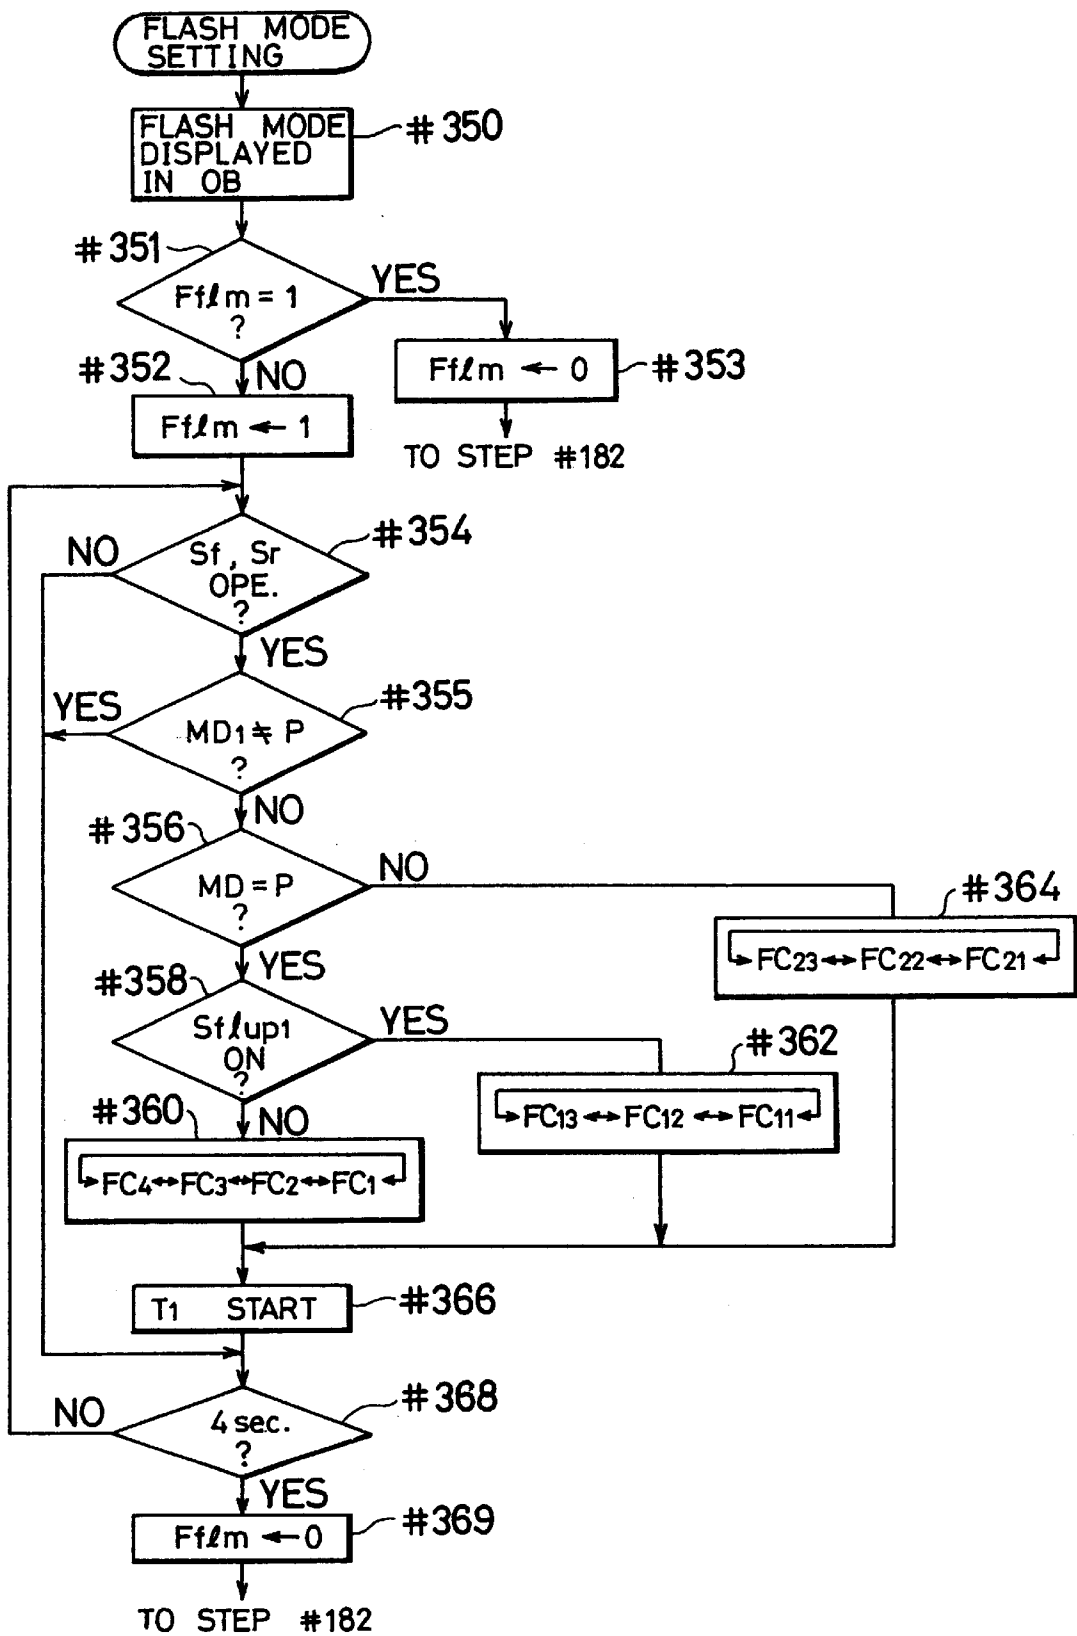 FLASH MODE
SETTING
FLASH MODE
DISPLAYED
IN OB
#350
#351
Fflm = 1
?
YES
NO
#352
Fflm ← 1
Fflm ← 0
#353
TO STEP #182
#354
NO
Sf, Sr
OPE.
?
YES
#355
YES
MD1 ≒ P
?
NO
#356
MD = P
?
NO
YES
#364
FC23 ↔ FC22 ↔ FC21
#358
Sflup1
ON
?
YES
NO
#362
FC13 ↔ FC12 ↔ FC11
#360
FC4 ↔ FC3 ↔ FC2 ↔ FC1
T1 START
#366
#368
NO
4 sec.
?
YES
Fflm ← 0
#369
TO STEP #182